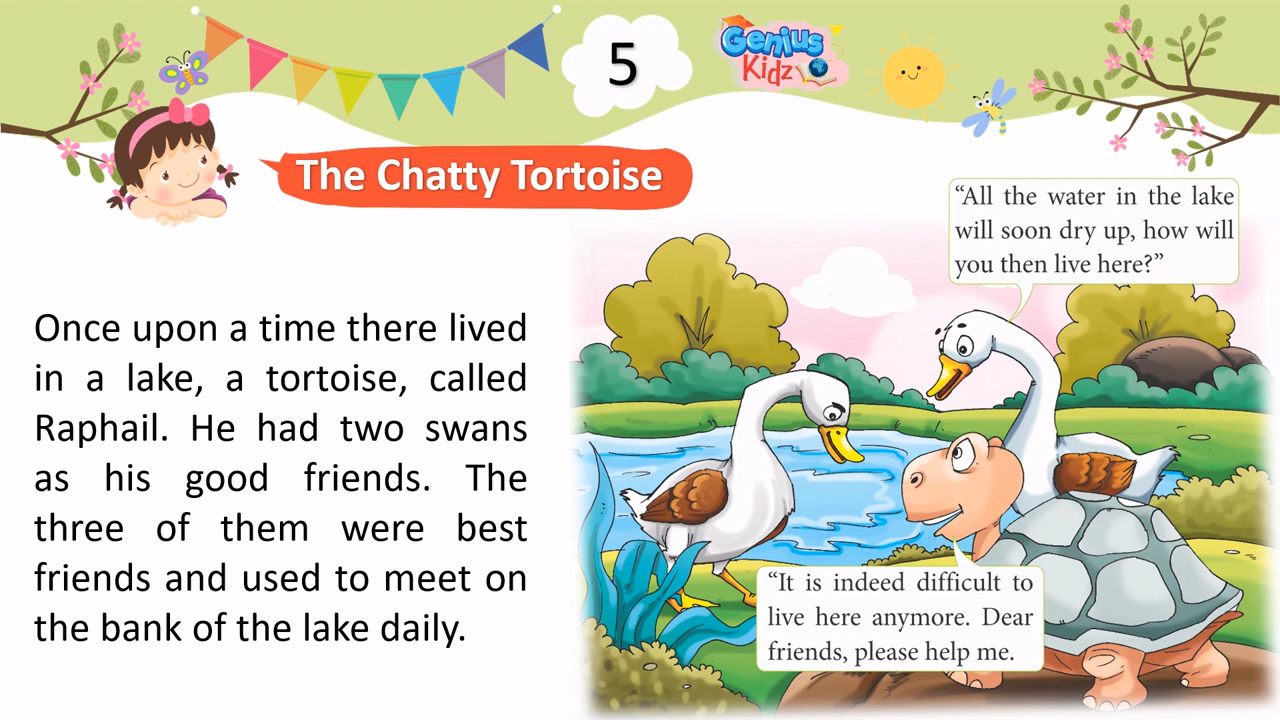 5
Genius
Kidz
The Chatty Tortoise
Once upon a time there lived
in a lake, a tortoise, called
Raphail. He had two swans
as his good friends. The
three of them were best
friends and used to meet on
the bank of the lake daily.
“All the water in the lake
will soon dry up, how will
you then live here?”
“It is indeed difficult to
live here anymore. Dear
friends, please help me.